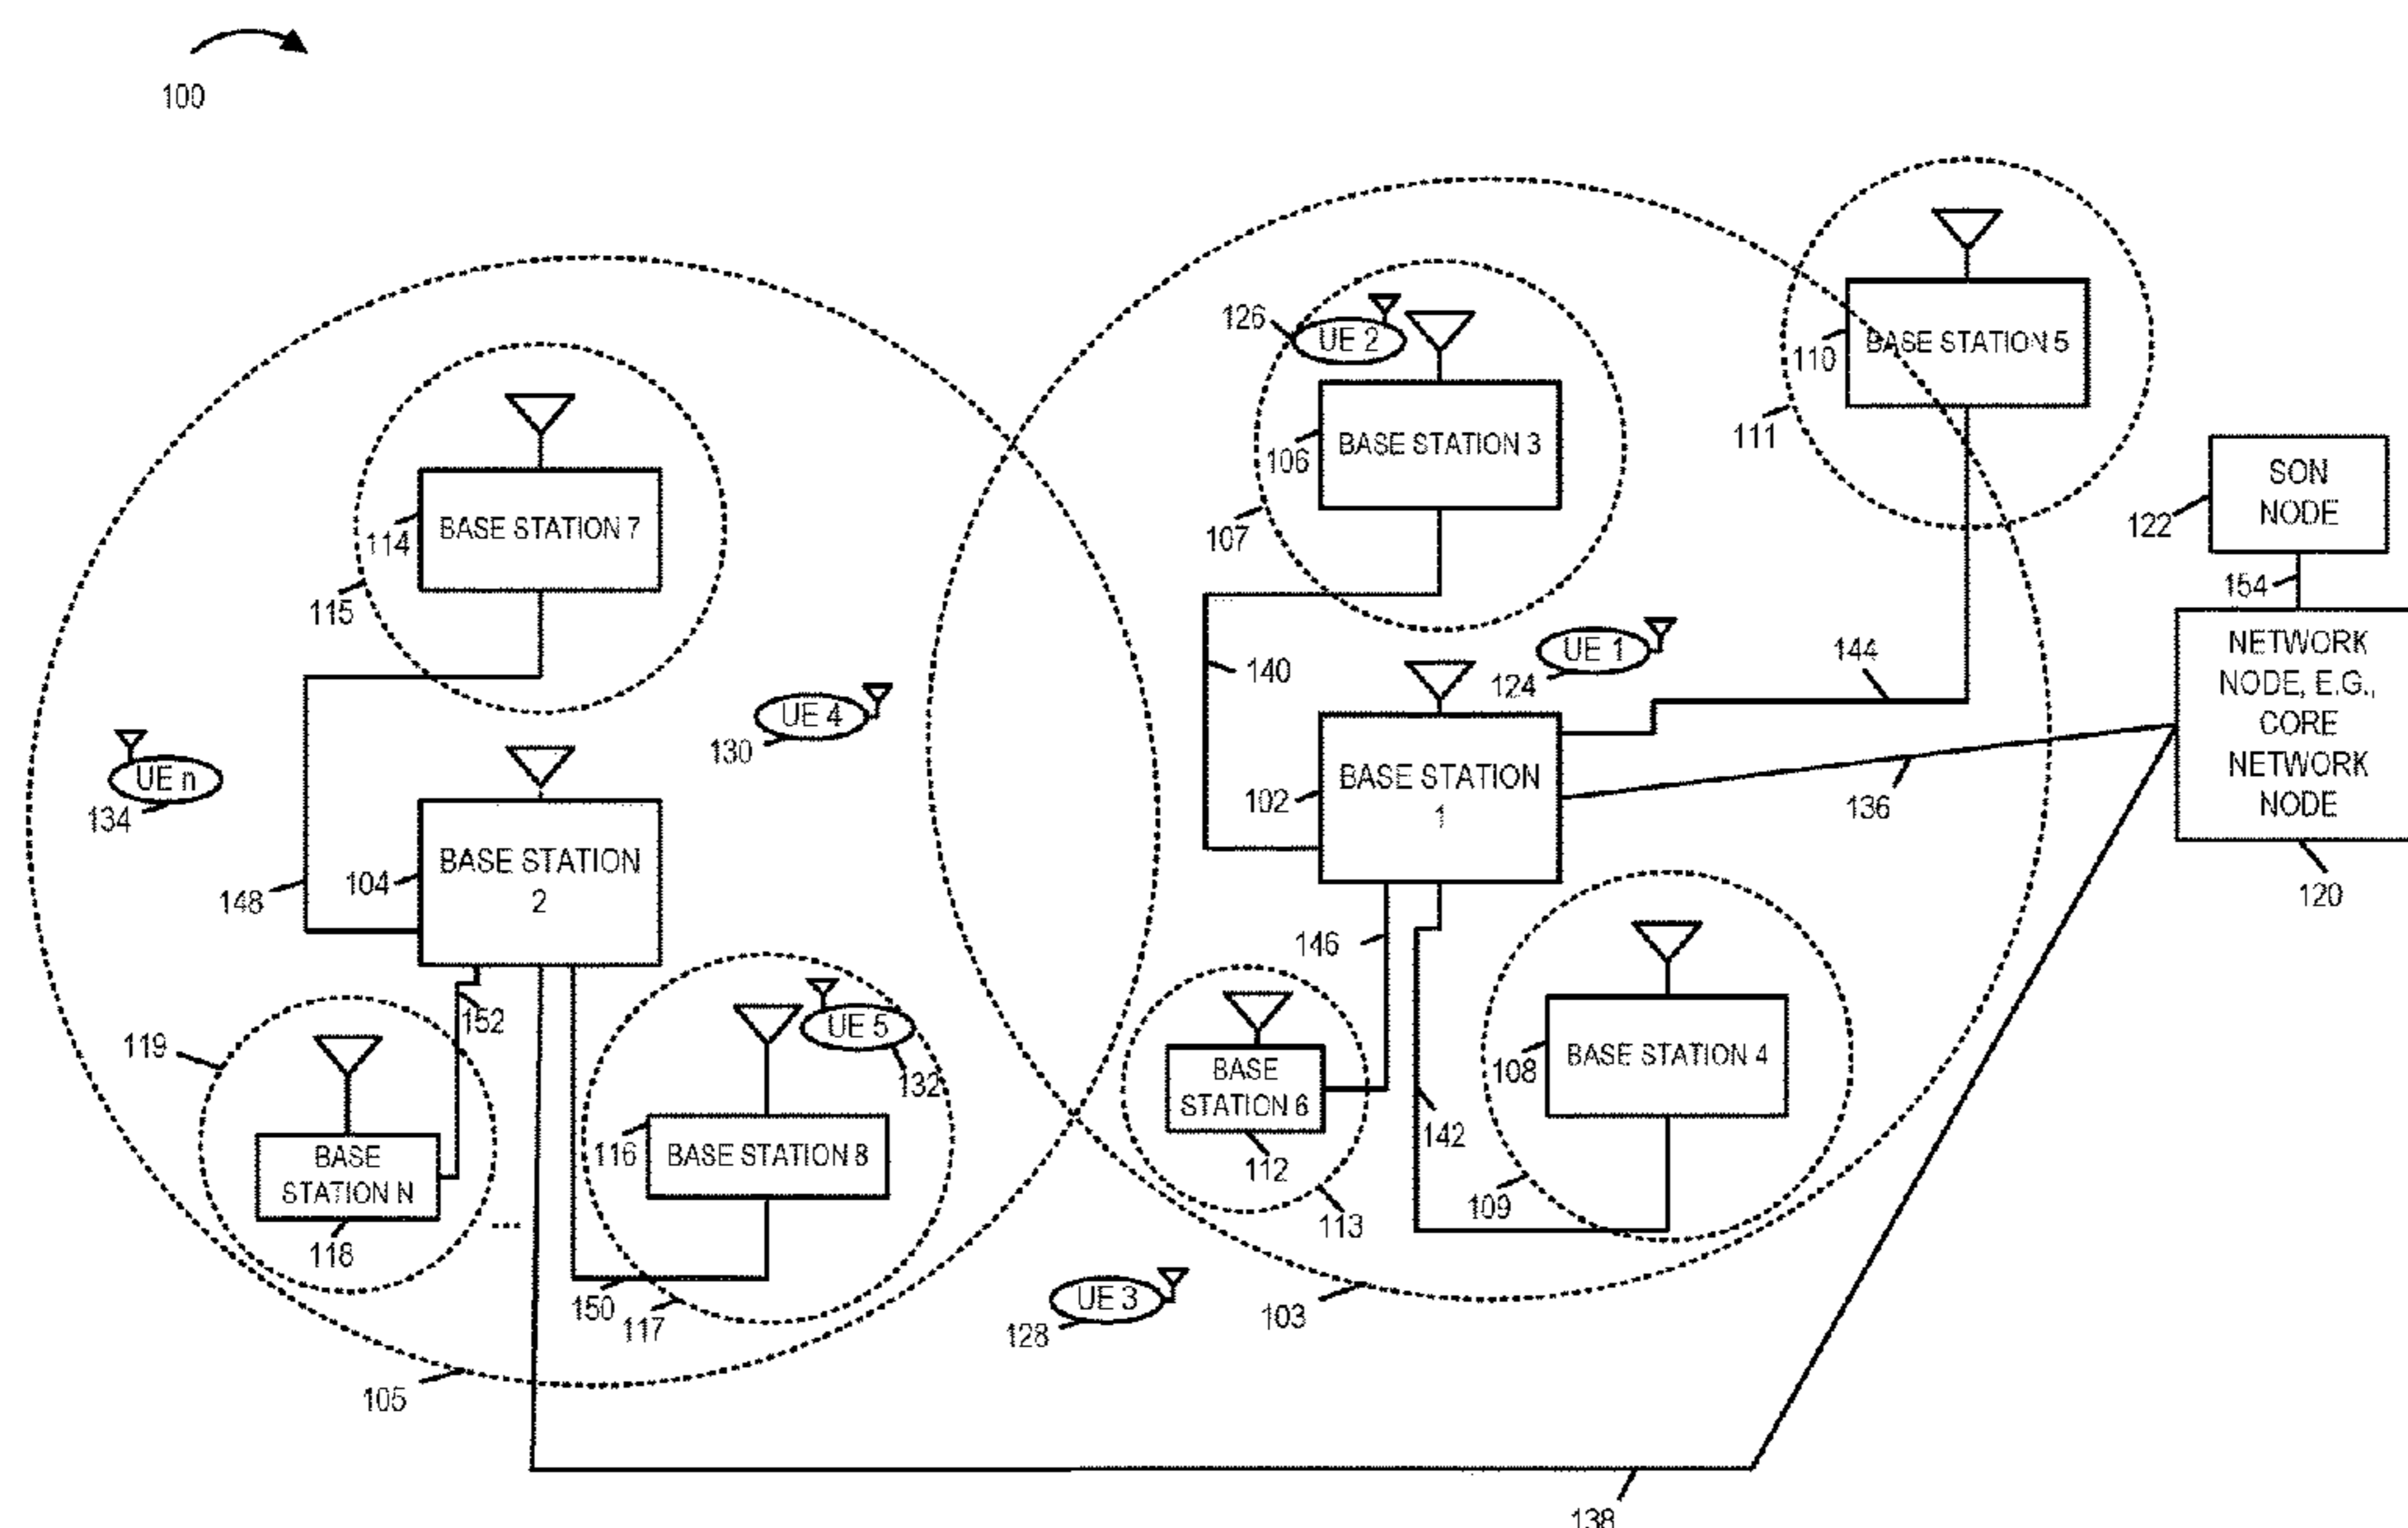 100
126
UE 2
BASE STATION 5
110
111
106
BASE STATION 3
107
SON
NODE
122
154
114
BASE STATION 7
115
140
UE 1
124
144
NETWORK
NODE, E.G.,
CORE
NETWORK
NODE
UE 4
130
UE n
134
102
BASE STATION
1
136
120
148
104
BASE STATION
2
146
152
119
UE 5
132
BASE
STATION 6
112
113
142
108
BASE STATION 4
109
BASE
STATION N
118
...
116
BASE STATION 8
150
117
UE 3
128
103
105
138